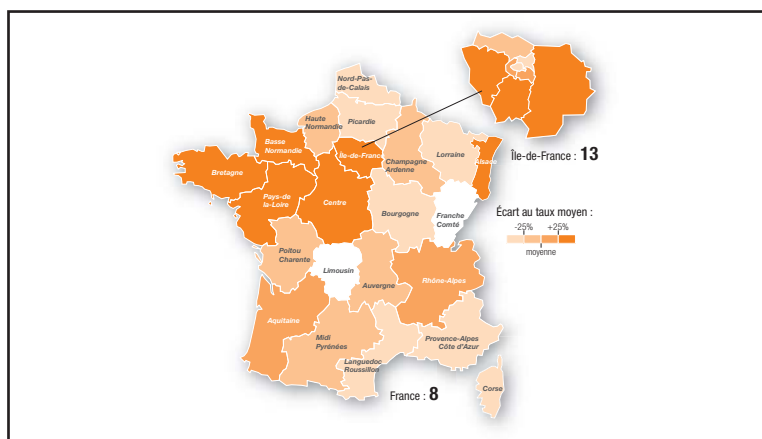 Nord-Pas-
de-Calais
Haute
Normandie
Picardie
Basse
Normandie
Île-de-France
Champagne
Ardenne
Lorraine
Alsace
Île-de-France : 13
Bretagne
Pays-de
la-Loire
Centre
Bourgogne
Franche
Comté
Écart au taux moyen :
-25% +25%
moyenne
Poitou
Charente
Limousin
Auvergne
Rhône-Alpes
Aquitaine
Midi
Pyrénées
Languedoc
Roussillon
Provence-Alpes
Côte d'Azur
Corse
France : 8